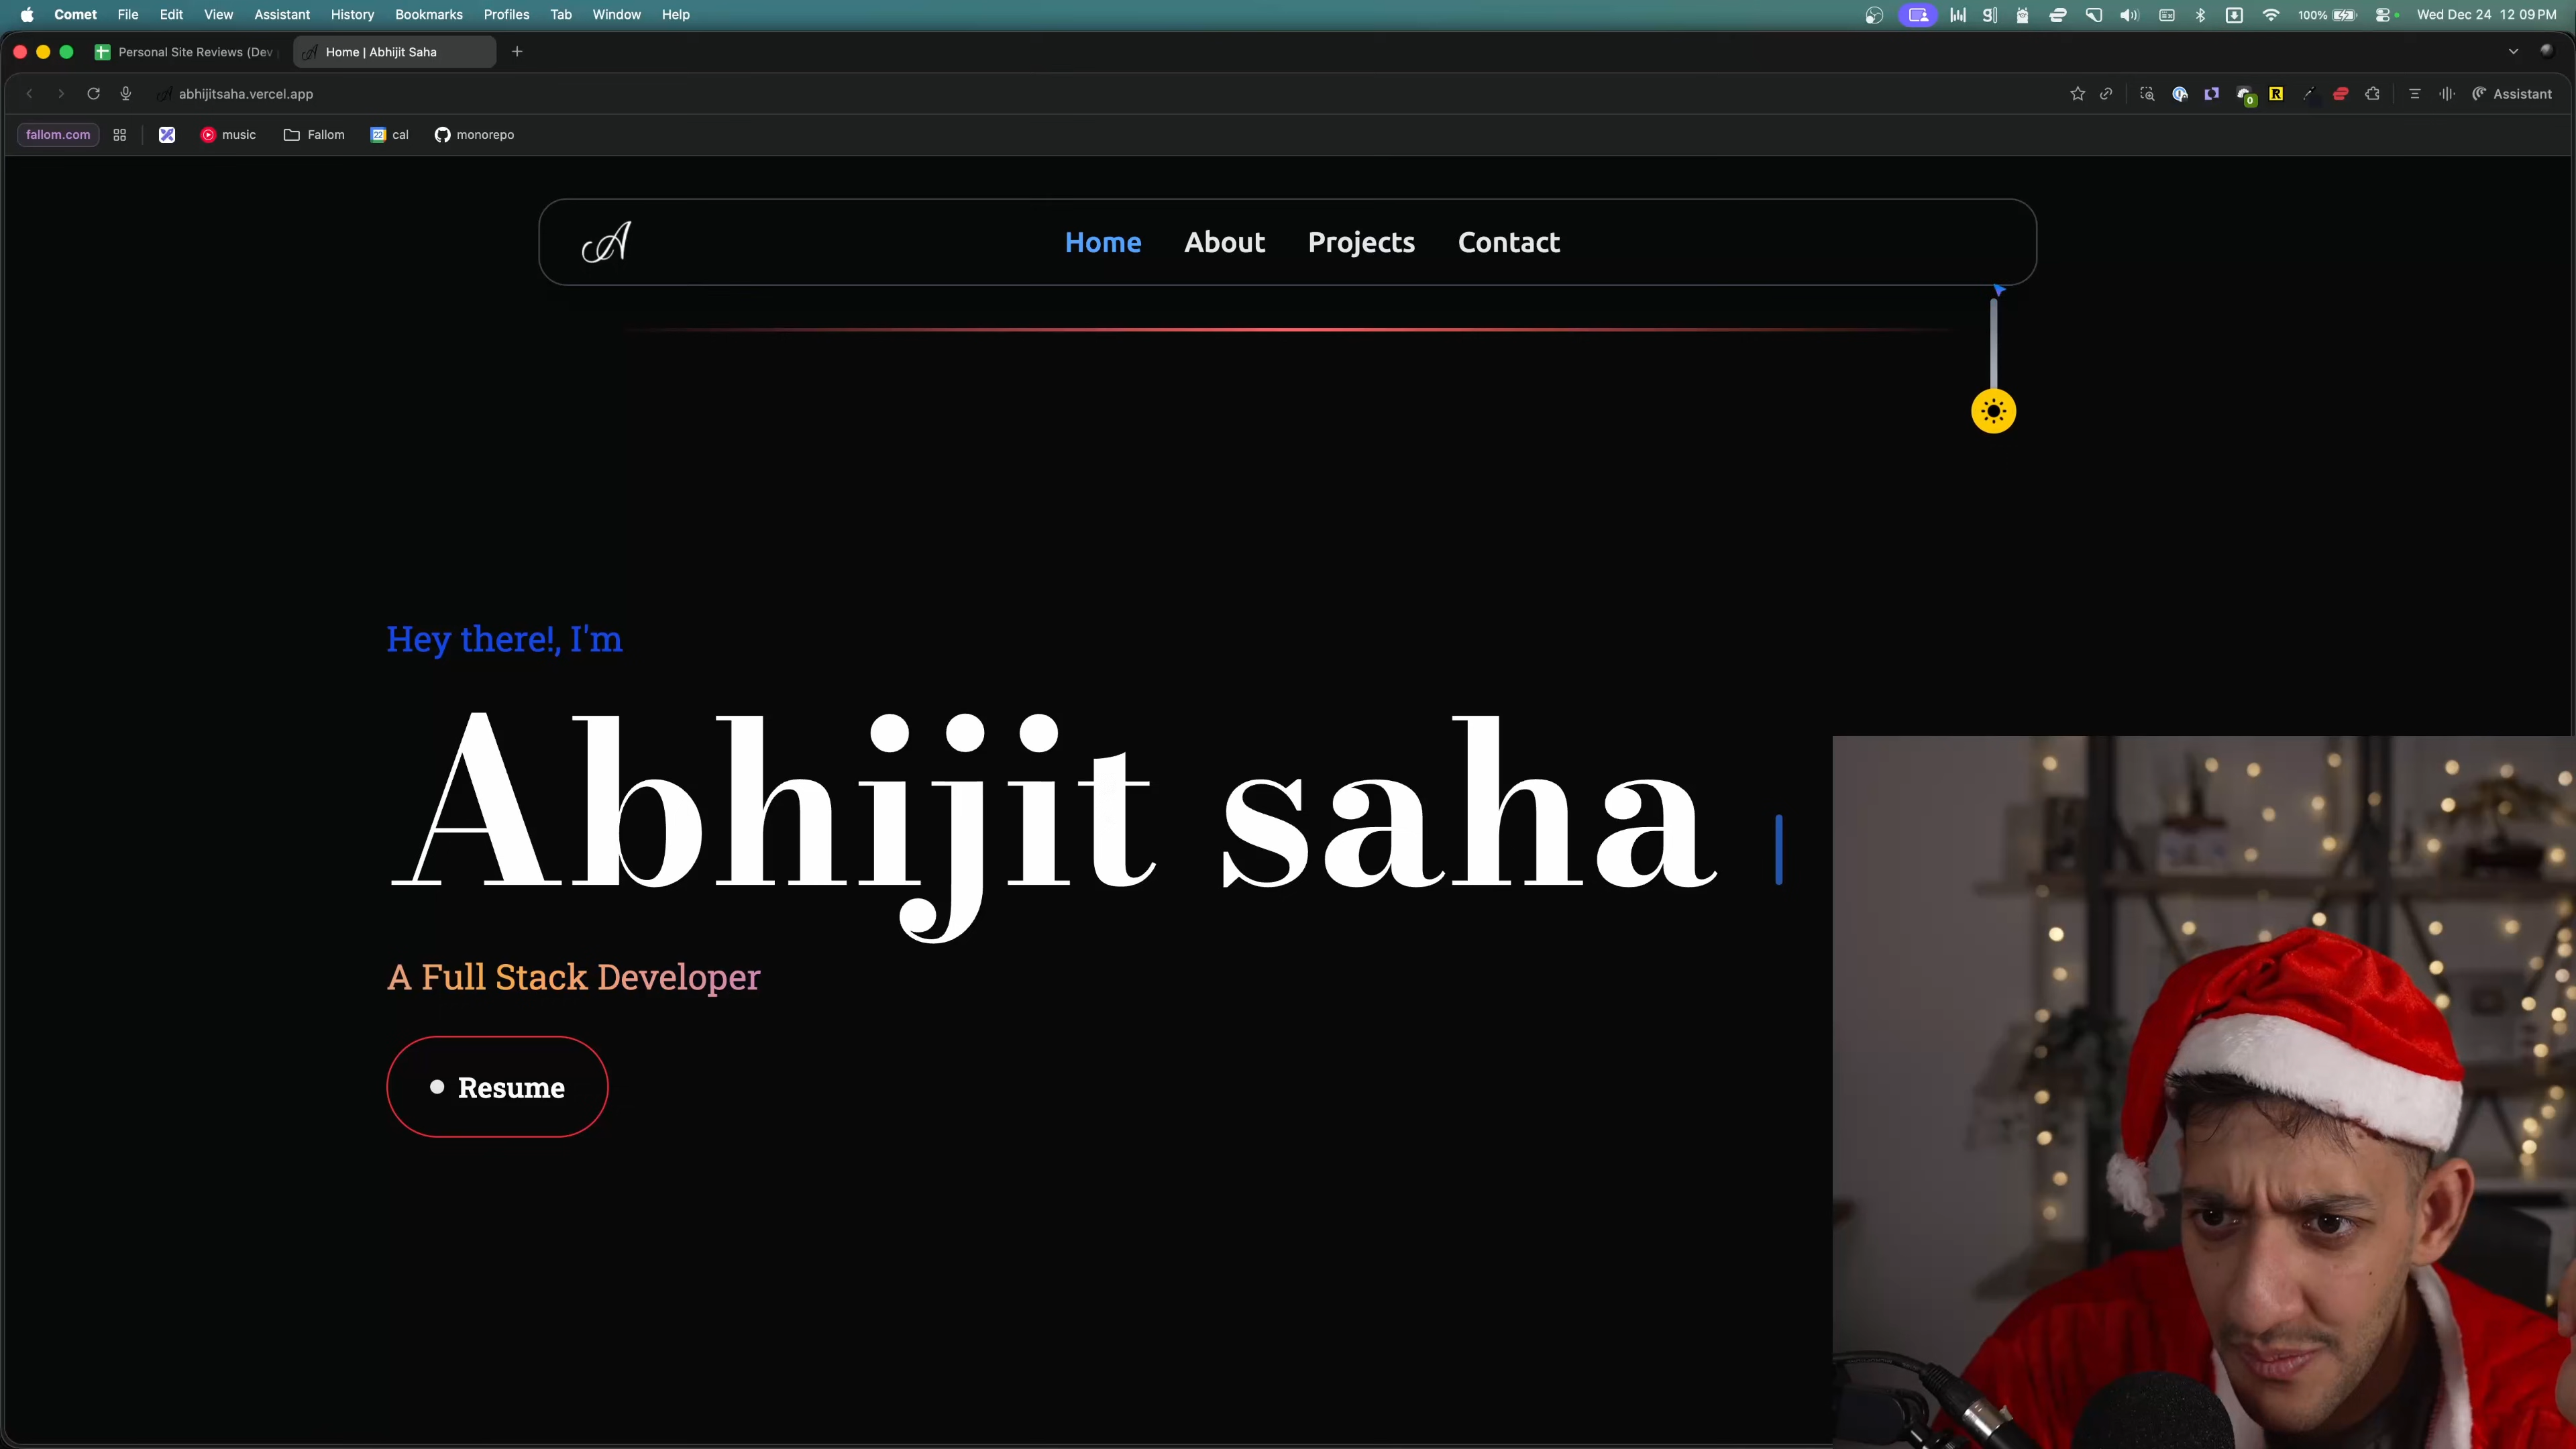 Comet File Edit View Assistant History Bookmarks Profiles Tab Window Help 100% Wed Dec 24 12 09 PM
Personal Site Reviews (Dev Home | Abhijit Saha
abhijitsaha.vercel.app 0 R Assistant
fallom.com music Fallom 22 cal monorepo
A Home About Projects Contact
Hey there!, I'm
Abhijit saha
A Full Stack Developer
Resume